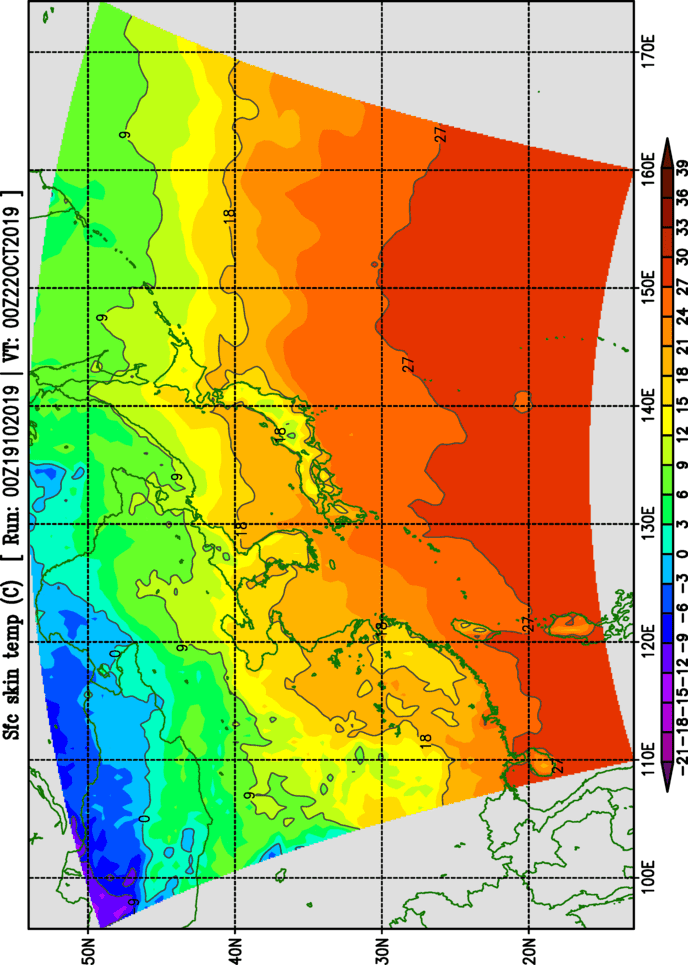 Sfc skin temp (C) [ Run: 00Z19102019 | VT: 00Z22OCT2019 ]
50N
9
0
9
9
0
9
9
40N
18
18
9
18
30N
18
27
18
27
20N
27
27
100E 110E 120E 130E 140E 150E 160E 170E
-21-18-15-12 -9 -6 -3 0 3 6 9 12 15 18 21 24 27 30 33 36 39